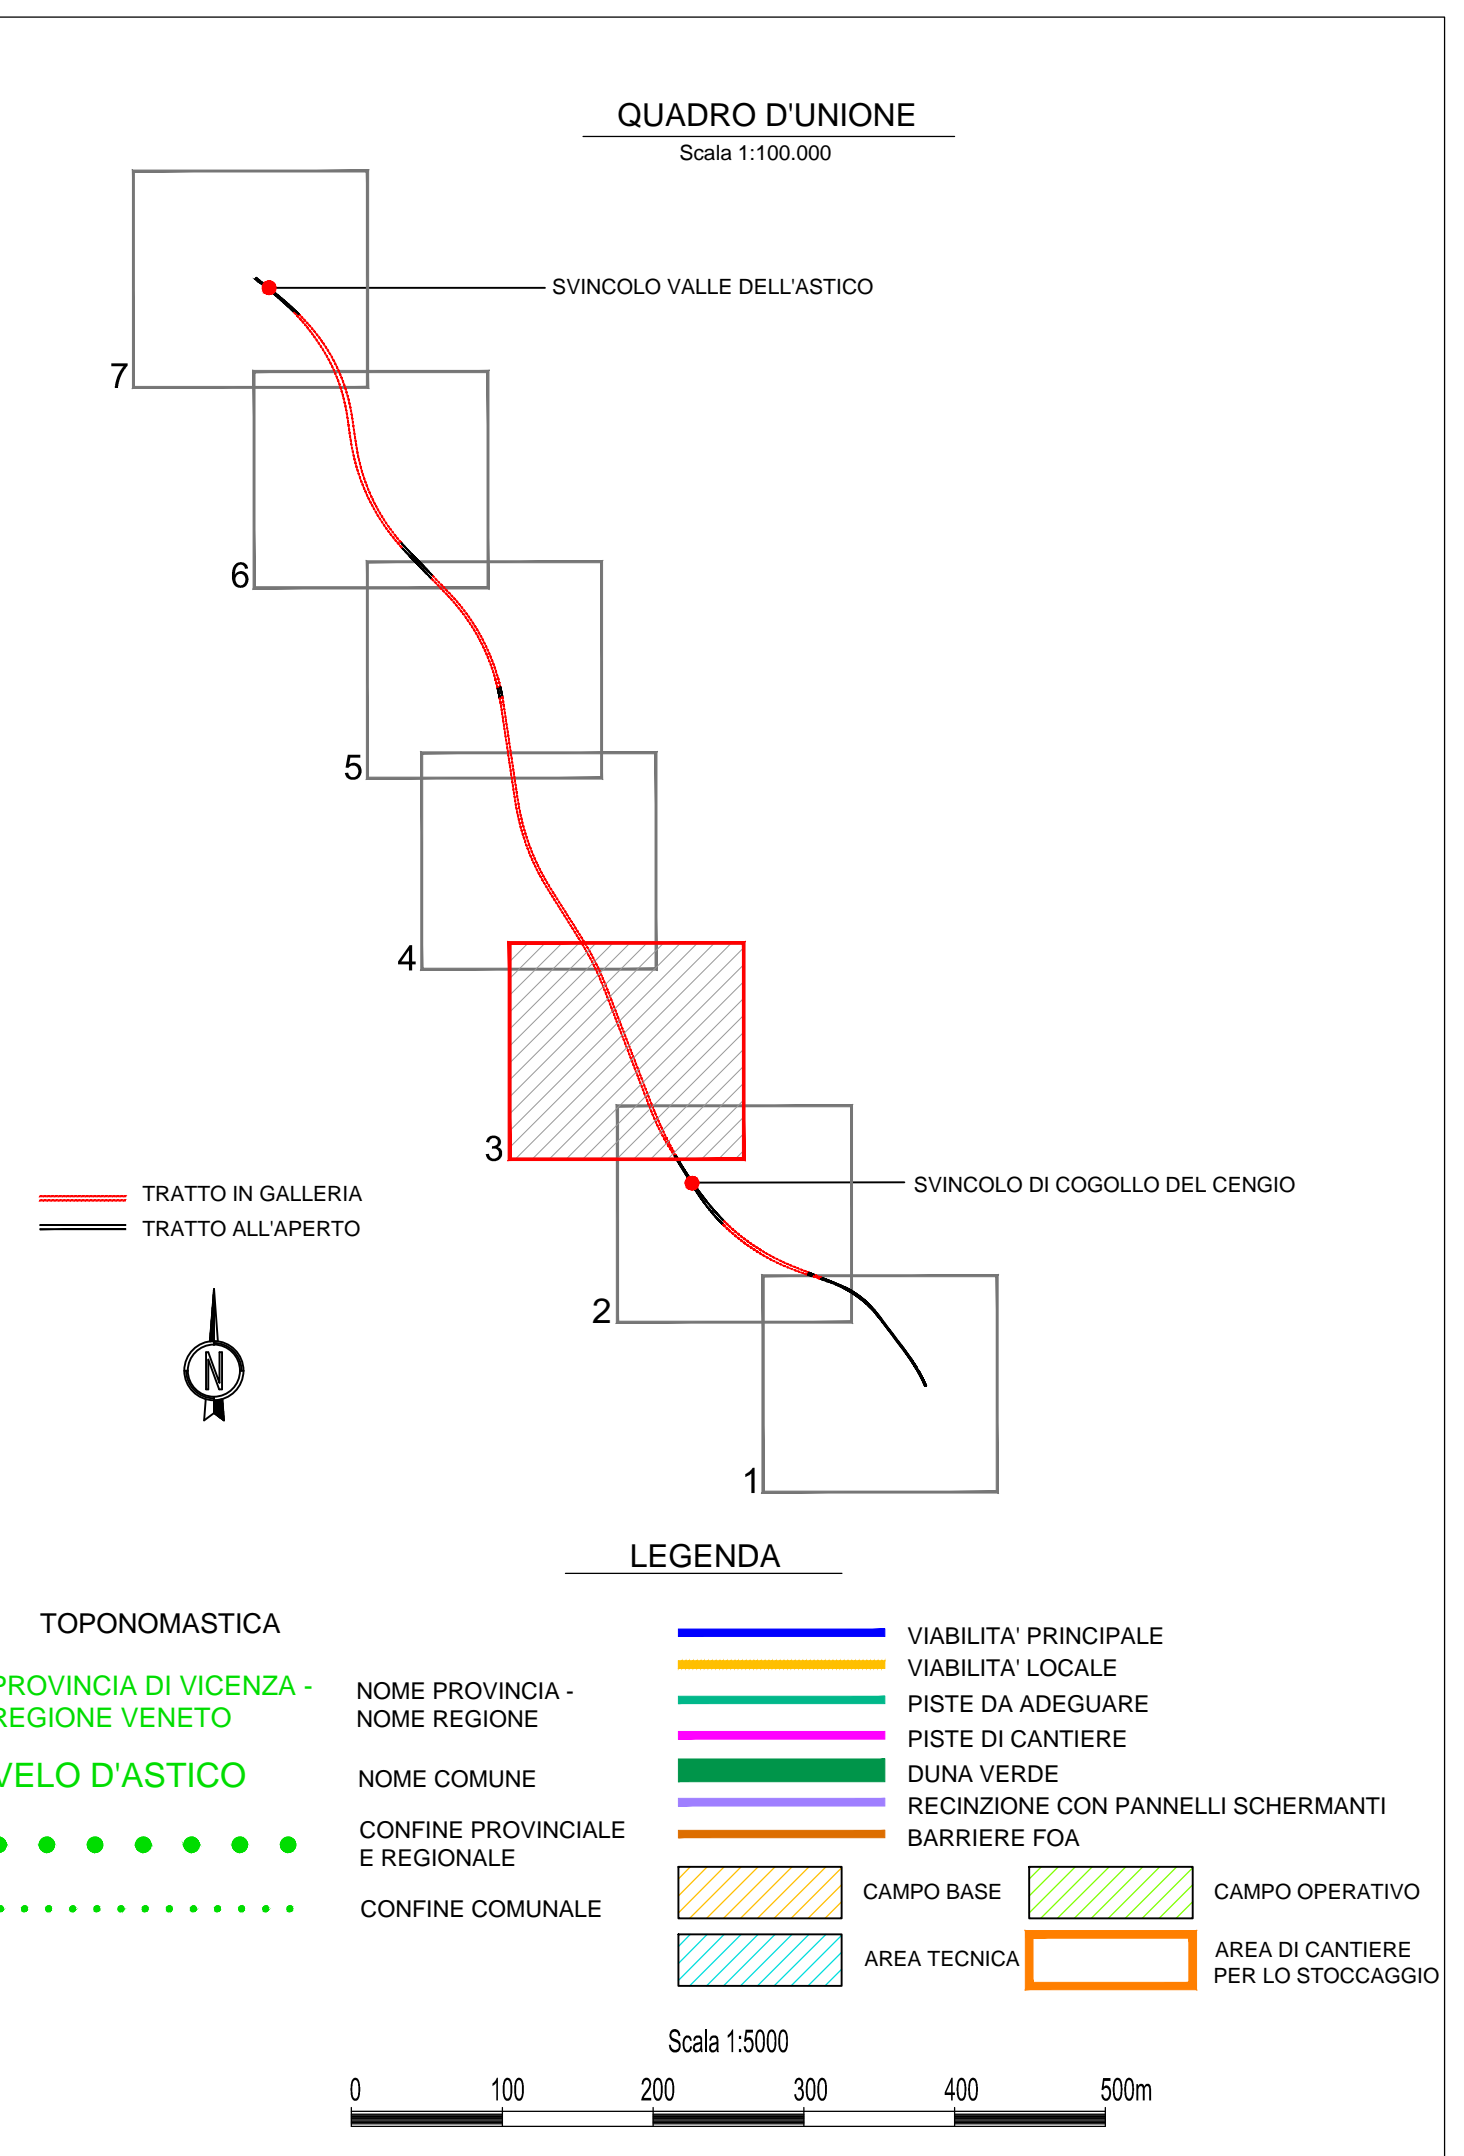 QUADRO D'UNIONE
Scala 1:100.000
SVINCOLO VALLE DELL'ASTICO
7
6
5
4
3
SVINCOLO DI COGOLLO DEL CENGIO
TRATTO IN GALLERIA
TRATTO ALL'APERTO
2
N
1
LEGENDA
TOPONOMASTICA
PROVINCIA DI VICENZA -
REGIONE VENETO
NOME PROVINCIA -
NOME REGIONE
VELO D'ASTICO
NOME COMUNE
CONFINE PROVINCIALE
E REGIONALE
CONFINE COMUNALE
VIABILITA' PRINCIPALE
VIABILITA' LOCALE
PISTE DA ADEGUARE
PISTE DI CANTIERE
DUNA VERDE
RECINZIONE CON PANNELLI SCHERMANTI
BARRIERE FOA
CAMPO BASE
CAMPO OPERATIVO
AREA TECNICA
AREA DI CANTIERE
PER LO STOCCAGGIO
Scala 1:5000
0 100 200 300 400 500m